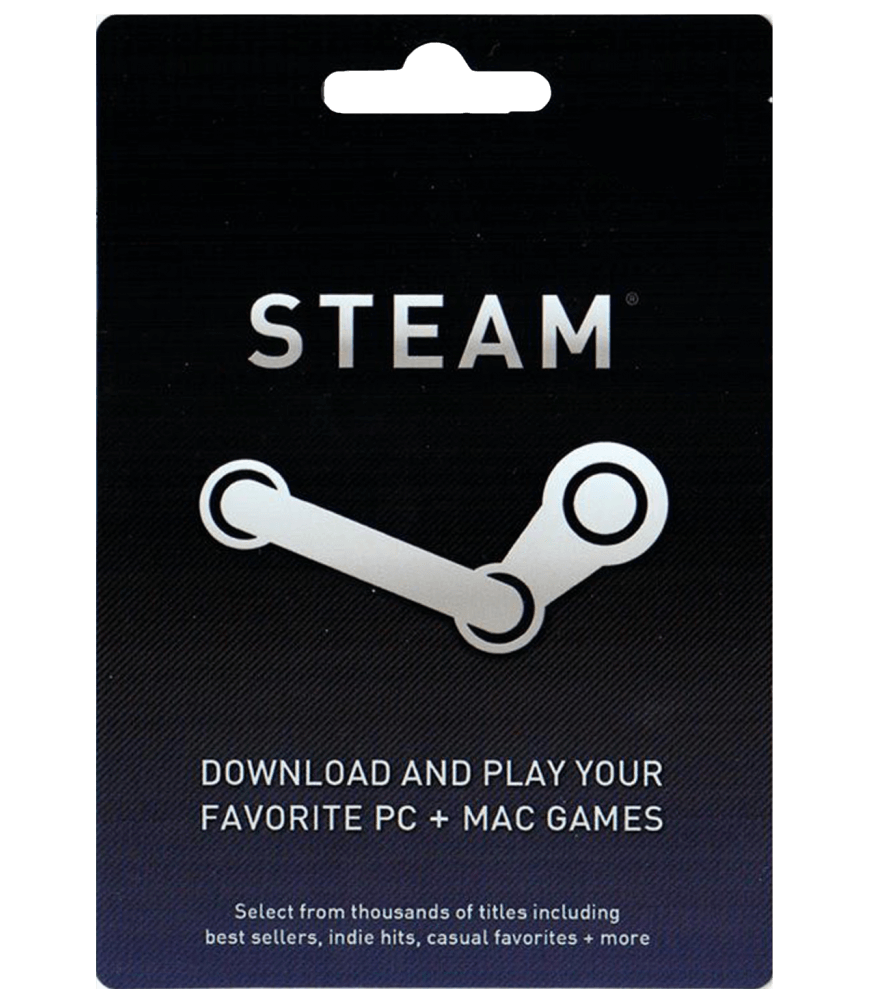 STEAM®
DOWNLOAD AND PLAY YOUR
FAVORITE PC + MAC GAMES
Select from thousands of titles including
best sellers, indie hits, casual favorites + more